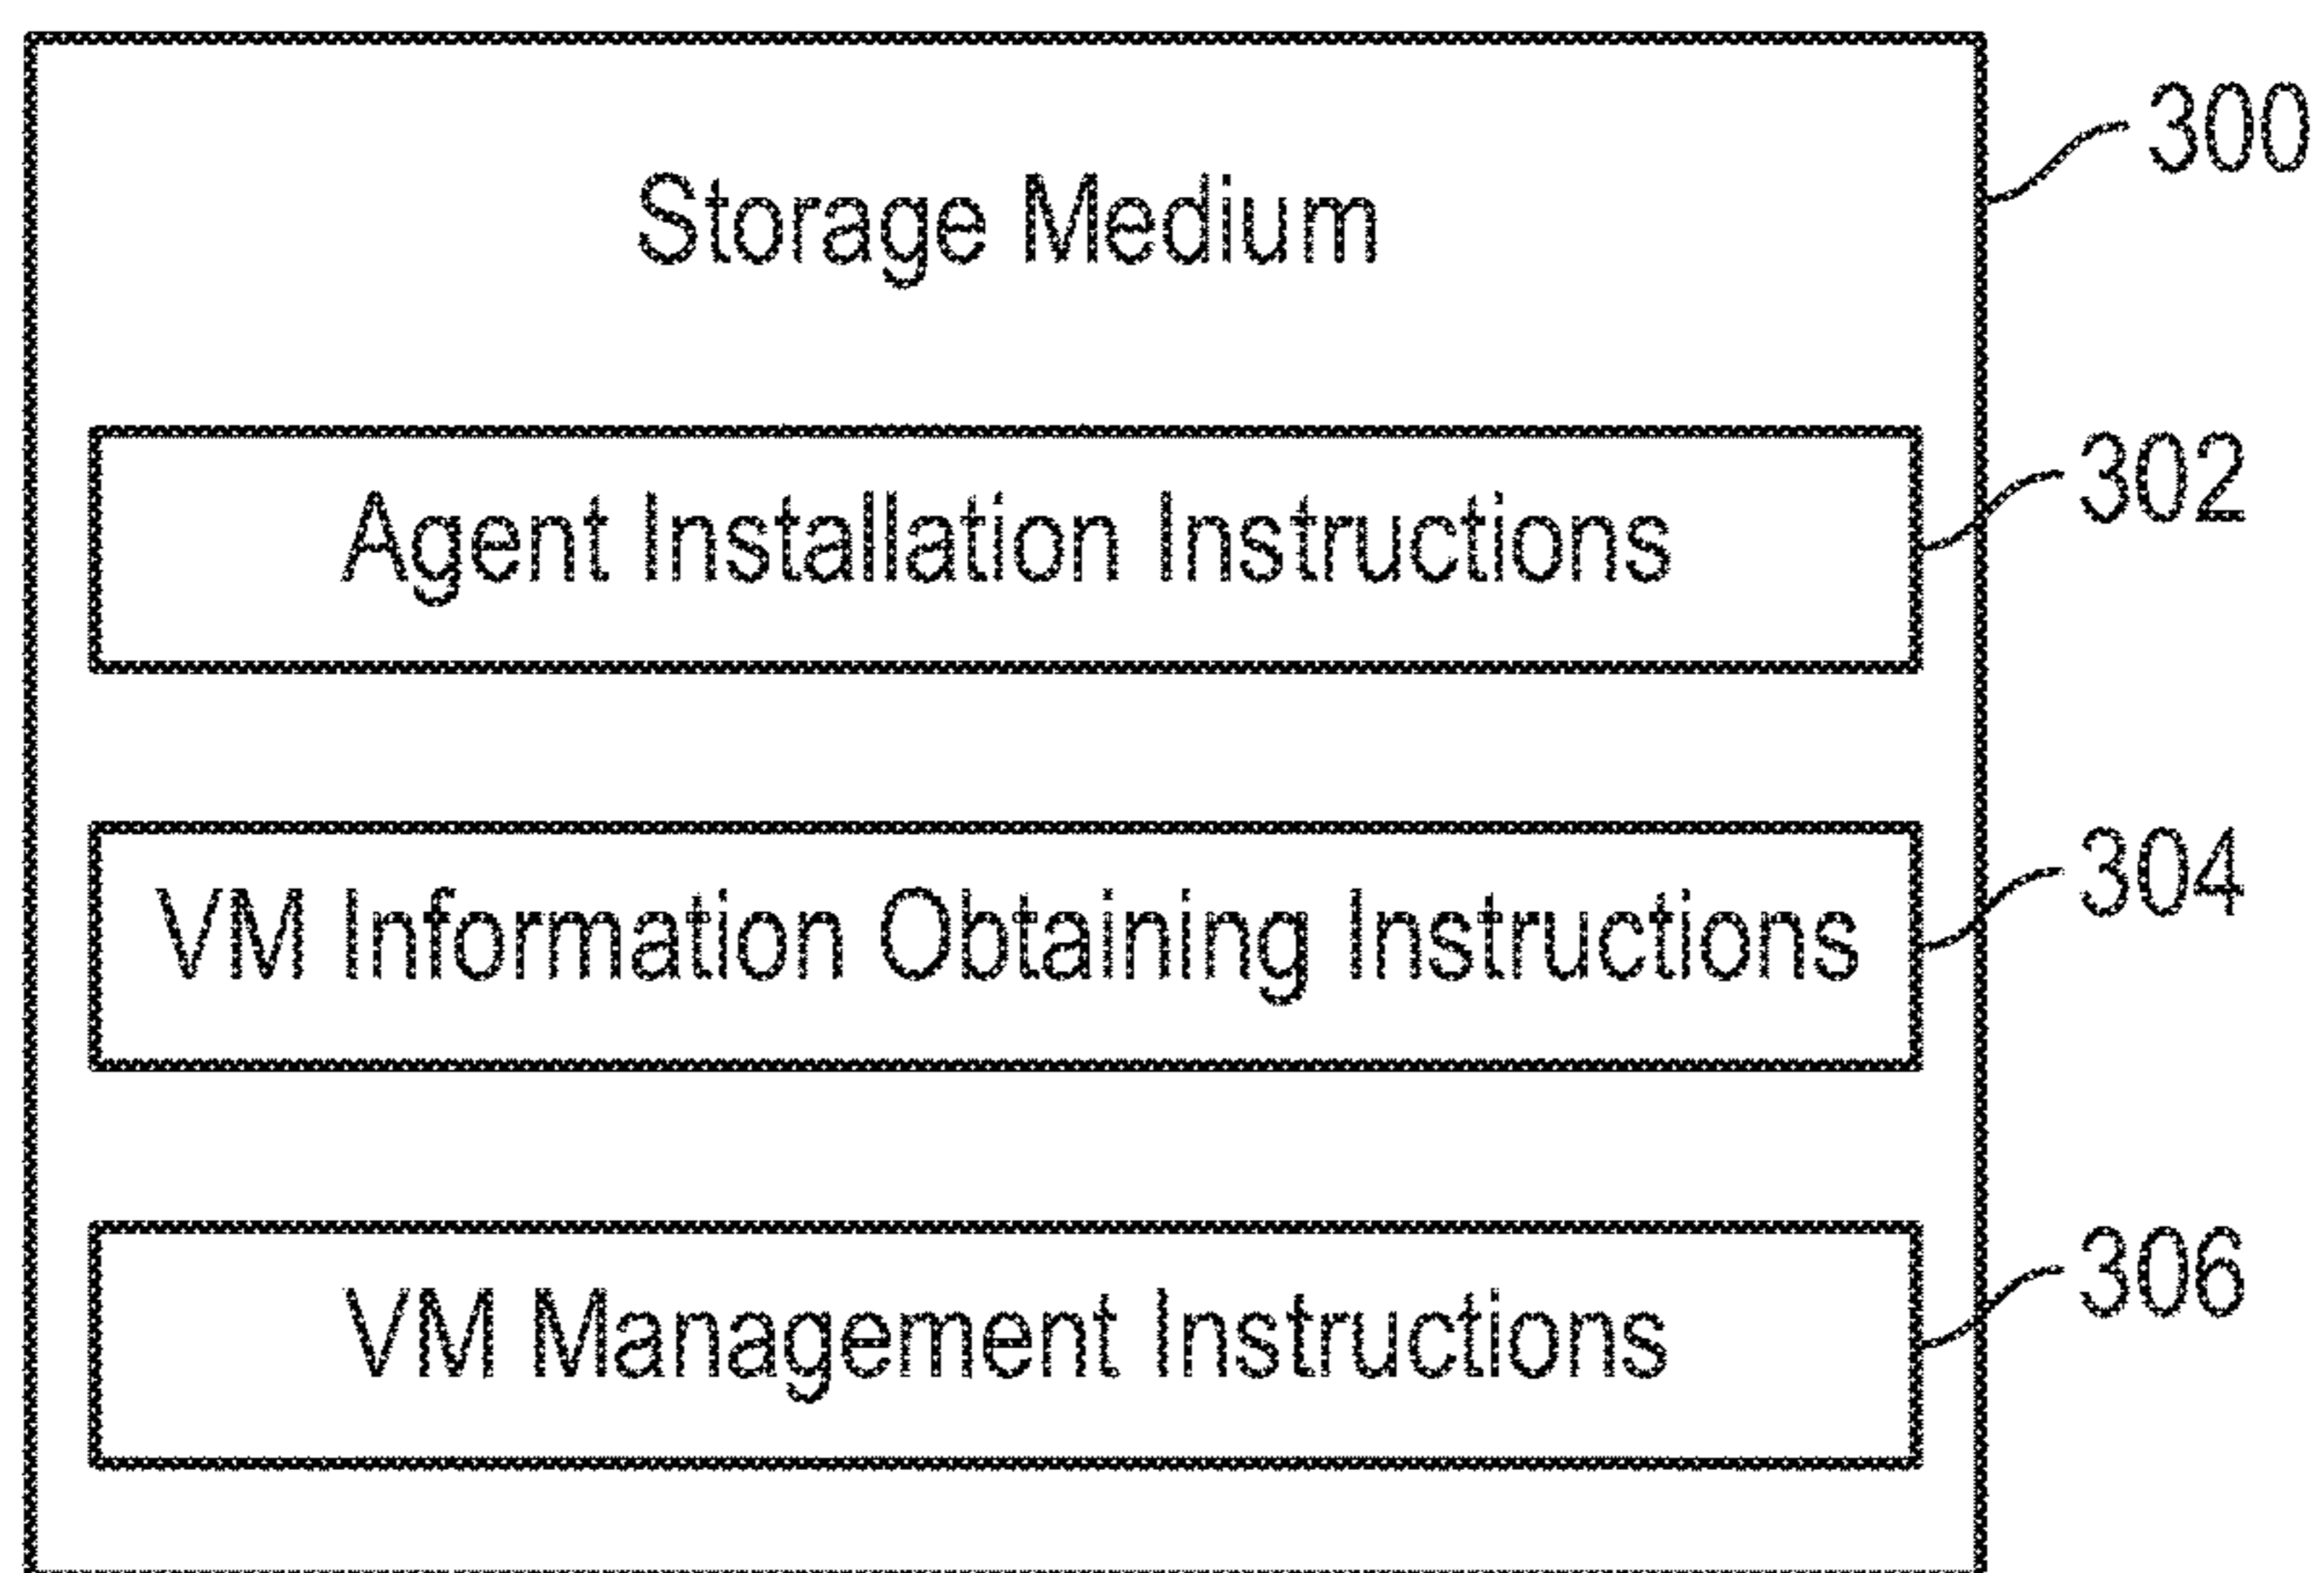 300
Storage Medium
302
Agent Installation Instructions
304
VM Information Obtaining Instructions
306
VM Management Instructions